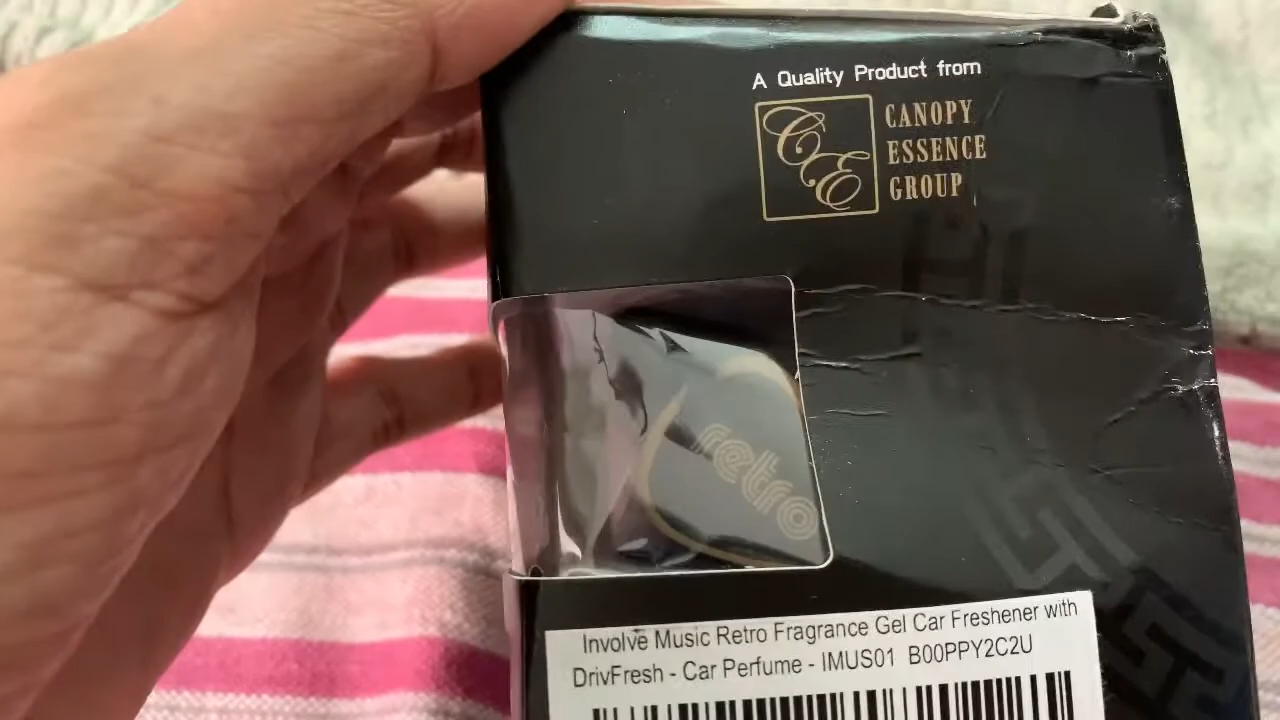 A Quality Product from
CE
CANOPY
ESSENCE
GROUP
retro
Involve Music Retro Fragrance Gel Car Freshener with
DrivFresh - Car Perfume - IMUS01 B00PPY2C2U